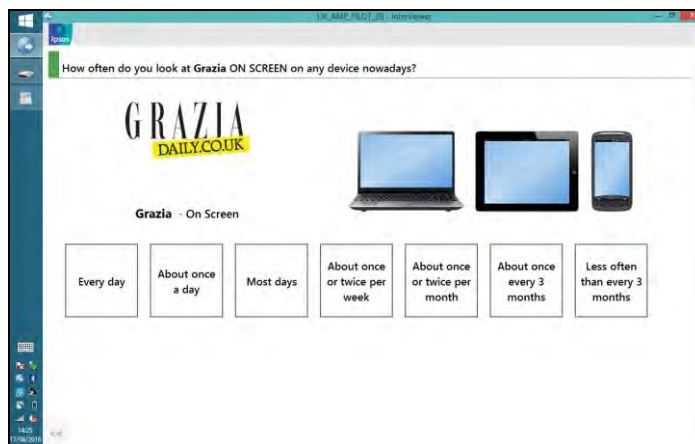 UK_AMP_PILOT_2B - Interviewer
Ipsos
How often do you look at Grazia ON SCREEN on any device nowadays?
GRAZIA
DAILY.CO.UK
Grazia - On Screen
Every day
About once
a day
Most days
About once
or twice per
week
About once
or twice per
month
About once
every 3
months
Less often
than every 3
months
14:25
17/06/2016
<<